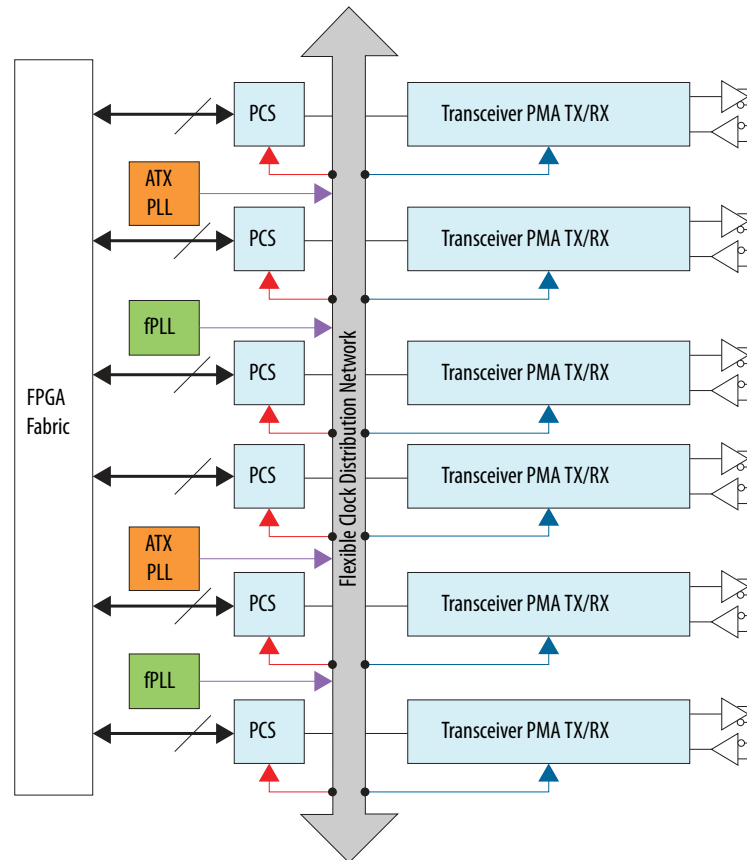 PCS
Transceiver PMA TX/RX
ATX
PLL
PCS
Transceiver PMA TX/RX
fPLL
PCS
Transceiver PMA TX/RX
FPGA
Fabric
Flexible Clock Distribution Network
PCS
Transceiver PMA TX/RX
ATX
PLL
PCS
Transceiver PMA TX/RX
fPLL
PCS
Transceiver PMA TX/RX